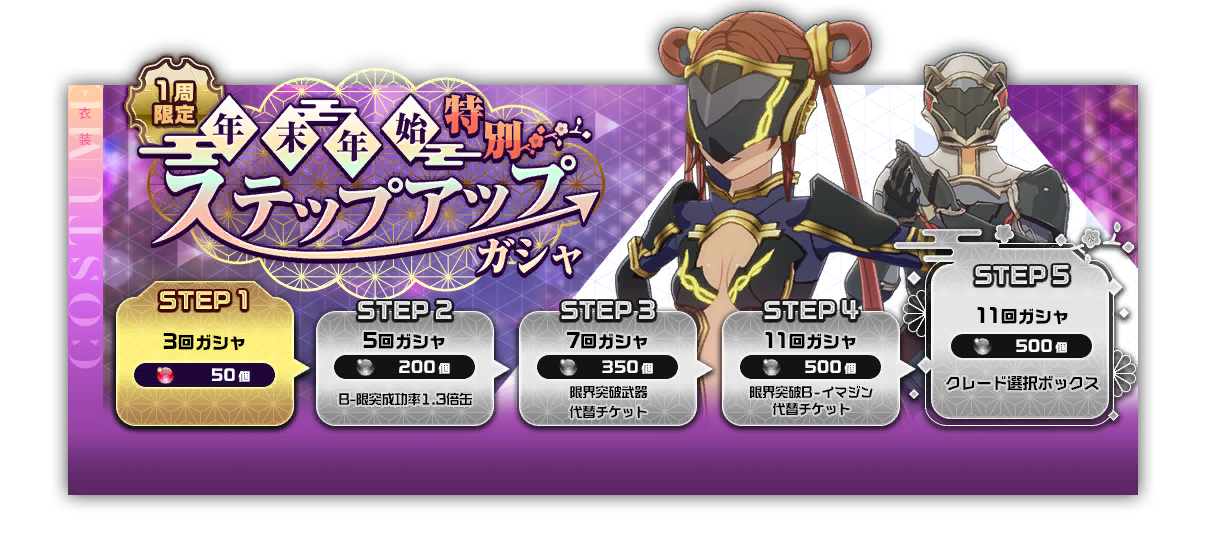 衣装
COSTUME
1周
限定
年末年始特別
ステップアップ
ガシャ
STEP 1
3回ガシャ
50個
STEP 2
5回ガシャ
200個
B-限突成功率1.3倍缶
STEP 3
7回ガシャ
350個
限界突破武器
代替チケット
STEP 4
11回ガシャ
500個
限界突破B-イマジン
代替チケット
STEP 5
11回ガシャ
500個
クレード選択ボックス